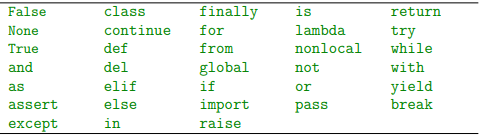 False class finally is return
None continue for lambda try
True def from nonlocal while
and del global not with
as elif if or yield
assert else import pass break
except in raise